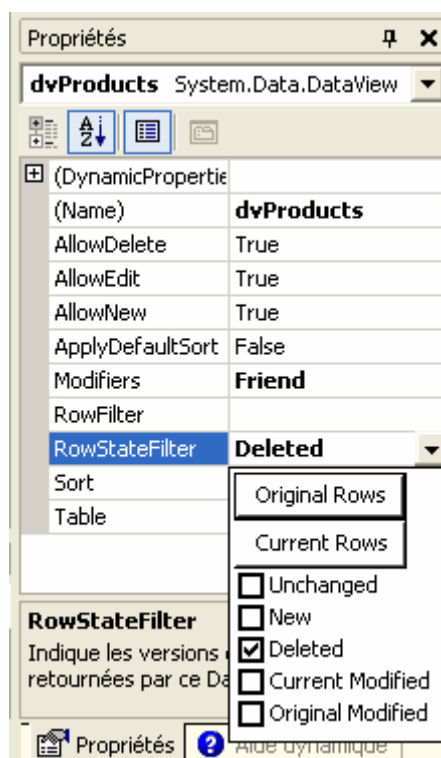 Propriétés
dvProducts System.Data.DataView
(DynamicPropertie
(Name) dvProducts
AllowDelete True
AllowEdit True
AllowNew True
ApplyDefaultSort False
Modifiers Friend
RowFilter
RowStateFilter Deleted
Sort
Table
Original Rows
Current Rows
Unchanged
New
Deleted
Current Modified
Original Modified
RowStateFilter
Indique les versions
retournées par ce Da
Propriétés Aide dynamique